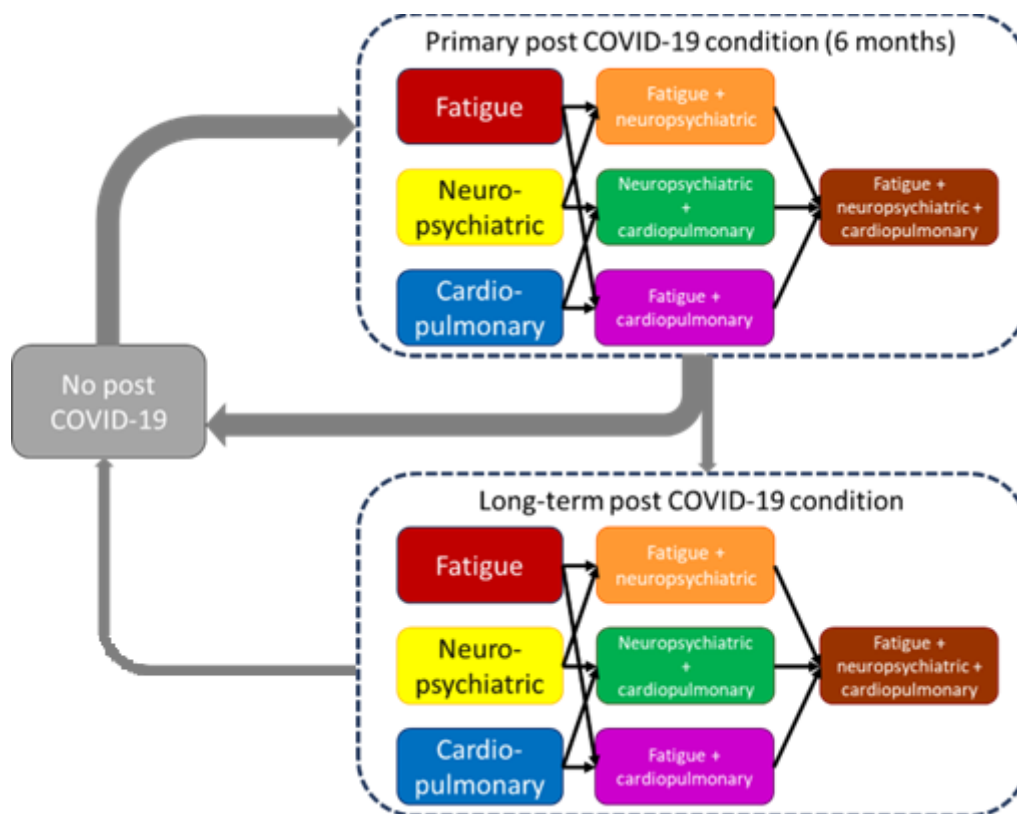 Primary post COVID-19 condition (6 months)
Fatigue
Fatigue +
neuropsychiatric
Neuro-
psychiatric
Neuropsychiatric
+
cardiopulmonary
Fatigue +
neuropsychiatric +
cardiopulmonary
Cardio-
pulmonary
Fatigue +
cardiopulmonary
No post
COVID-19
Long-term post COVID-19 condition
Fatigue
Fatigue +
neuropsychiatric
Neuro-
psychiatric
Neuropsychiatric
+
cardiopulmonary
Fatigue +
neuropsychiatric +
cardiopulmonary
Cardio-
pulmonary
Fatigue +
cardiopulmonary